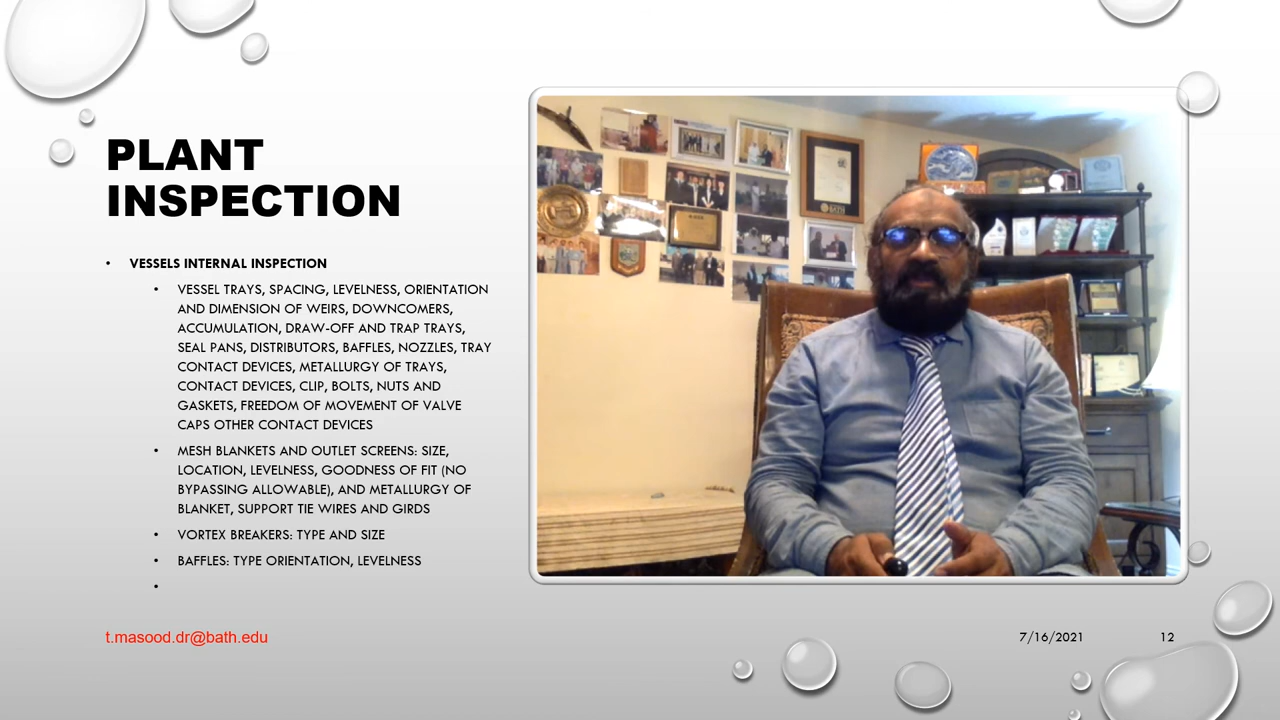 PLANT
INSPECTION
• VESSELS INTERNAL INSPECTION
• VESSEL TRAYS, SPACING, LEVELNESS, ORIENTATION
AND DIMENSION OF WEIRS, DOWNCOMERS,
ACCUMULATION, DRAW-OFF AND TRAP TRAYS,
SEAL PANS, DISTRIBUTORS, BAFFLES, NOZZLES, TRAY
CONTACT DEVICES, METALLURGY OF TRAYS,
CONTACT DEVICES, CLIP, BOLTS, NUTS AND
GASKETS, FREEDOM OF MOVEMENT OF VALVE
CAPS OTHER CONTACT DEVICES
• MESH BLANKETS AND OUTLET SCREENS: SIZE,
LOCATION, LEVELNESS, GOODNESS OF FIT (NO
BYPASSING ALLOWABLE), AND METALLURGY OF
BLANKET, SUPPORT TIE WIRES AND GIRDS
• VORTEX BREAKERS: TYPE AND SIZE
• BAFFLES: TYPE ORIENTATION, LEVELNESS
•
BATH
t.masood.dr@bath.edu
7/16/2021
12